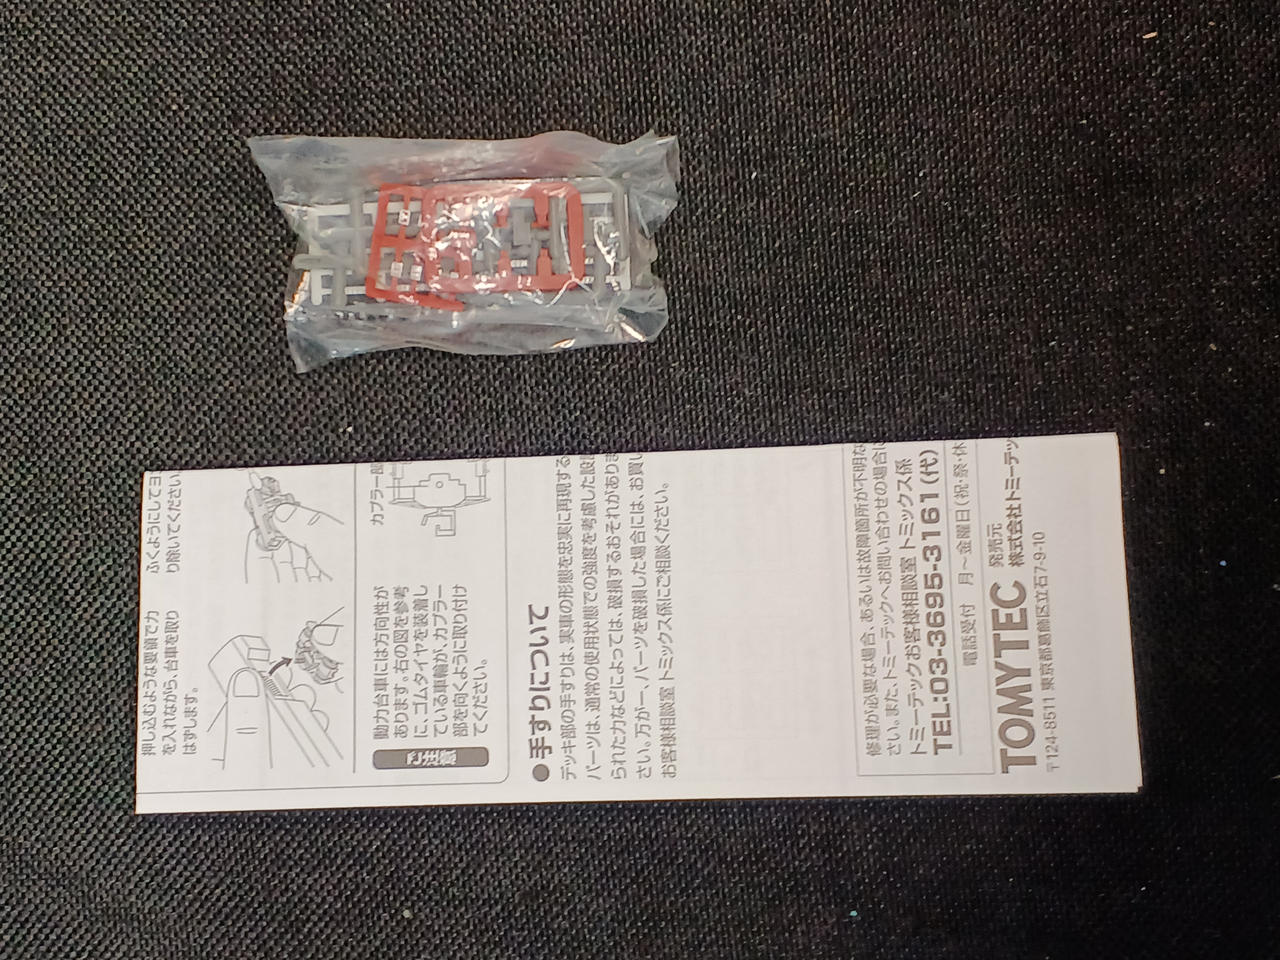 押し込むような要領で力
を入れながら、台車を取り
はずします。
ふくようにしてヨ
り除いてください
ご注意
動力台車には方向性が
あります。右の図を参考
に、ゴムタイヤを装着し
ている車輪が、カプラー
部を向くように取り付け
てください。
カプラー部
●手すりについて
デッキ部の手すりは、実車の形態を忠実に再現する
パーツは、通常の使用状態での強度を考慮した設計
られた力などによっては、破損するおそれがありま
さい。万が一、パーツを破損した場合には、お買い
お客様相談室トミックス係にご相談ください。
修理が必要な場合、あるいは故障箇所が不明な
さい。また、トミーテックへお問い合わせの場合に
トミーテックお客様相談室 トミックス係
TEL:03-3695-3161(代)
電話受付 月〜金曜日(祝・祭・休
TOMYTEC 発売元
株式会社トミーテッ
〒124-8511 東京都葛飾区立石7-9-10